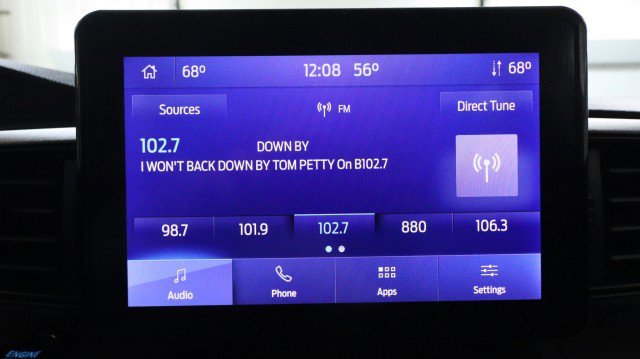 68° 12:08 56° 68°
Sources FM Direct Tune
102.7 DOWN BY
I WON'T BACK DOWN BY TOM PETTY On B102.7
98.7 101.9 102.7 880 106.3
Audio Phone Apps Settings
ENGINE